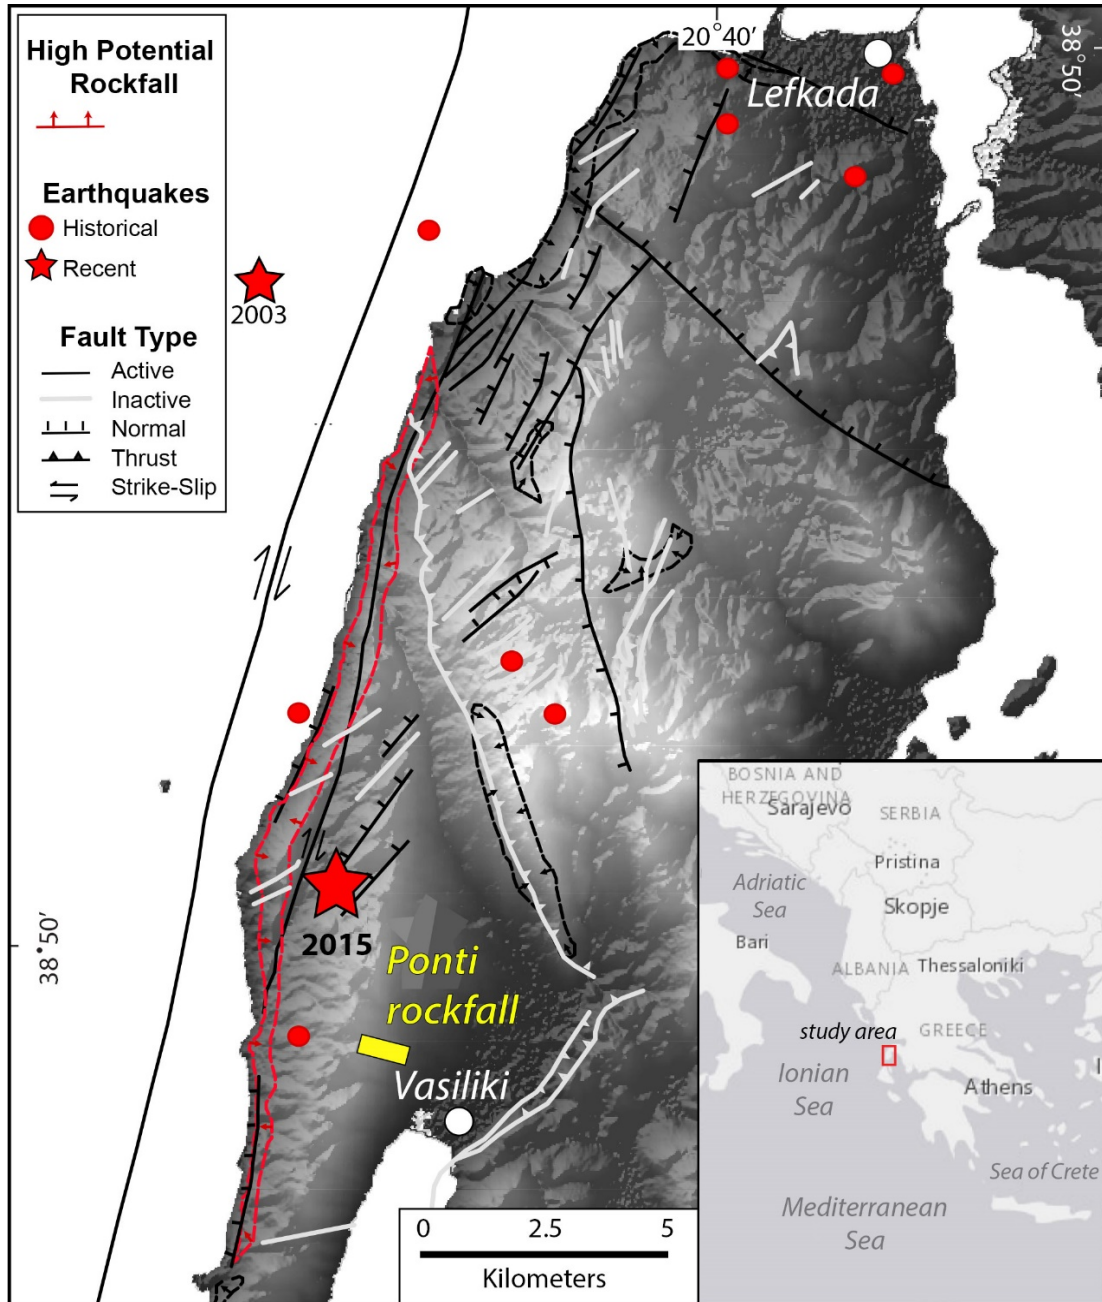 High Potential
Rockfall
Earthquakes
Historical
Recent
Fault Type
Active
Inactive
Normal
Thrust
Strike-Slip
20°40′
38°50′
Lefkada
2003
2015
38°50′
Ponti
rockfall
Vasiliki
0 2.5 5
Kilometers
BOSNIA AND
HERZEGOVINA
Sarajevo
SERBIA
Pristina
Adriatic
Sea
Skopje
Bari
ALBANIA
Thessaloniki
study area
GREECE
Ionian
Sea
Athens
Sea of Crete
Mediterranean
Sea